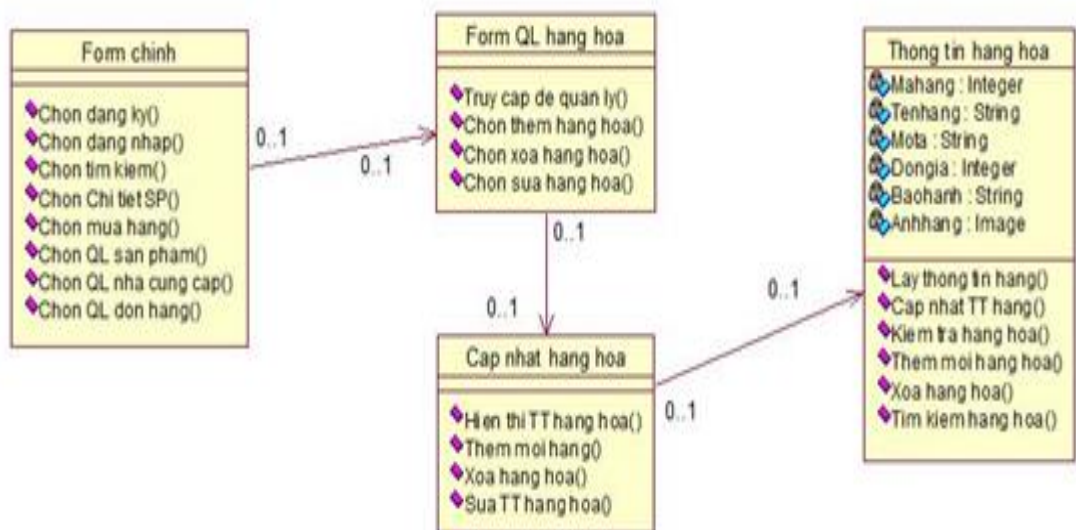 Form chinh
Chon dang ky()
Chon dang nhap()
Chon tim kiem()
Chon Chi tiet SP()
Chon mua hang()
Chon QL san pham()
Chon QL nha cung cap()
Chon QL don hang()
0..1
0..1
Form QL hang hoa
Truy cap de quan ly()
Chon them hang hoa()
Chon xoa hang hoa()
Chon sua hang hoa()
0..1
0..1
Cap nhat hang hoa
Hien thi TT hang hoa()
Them moi hang()
Xoa hang hoa()
Sua TT hang hoa()
0..1
0..1
Thong tin hang hoa
Mahang : Integer
Tenhang : String
Mota : String
Dongia : Integer
Baohanh : String
Anhhang : Image
Lay thong tin hang()
Cap nhat TT hang()
Kiem tra hang hoa()
Them moi hang hoa()
Xoa hang hoa()
Tim kiem hang hoa()